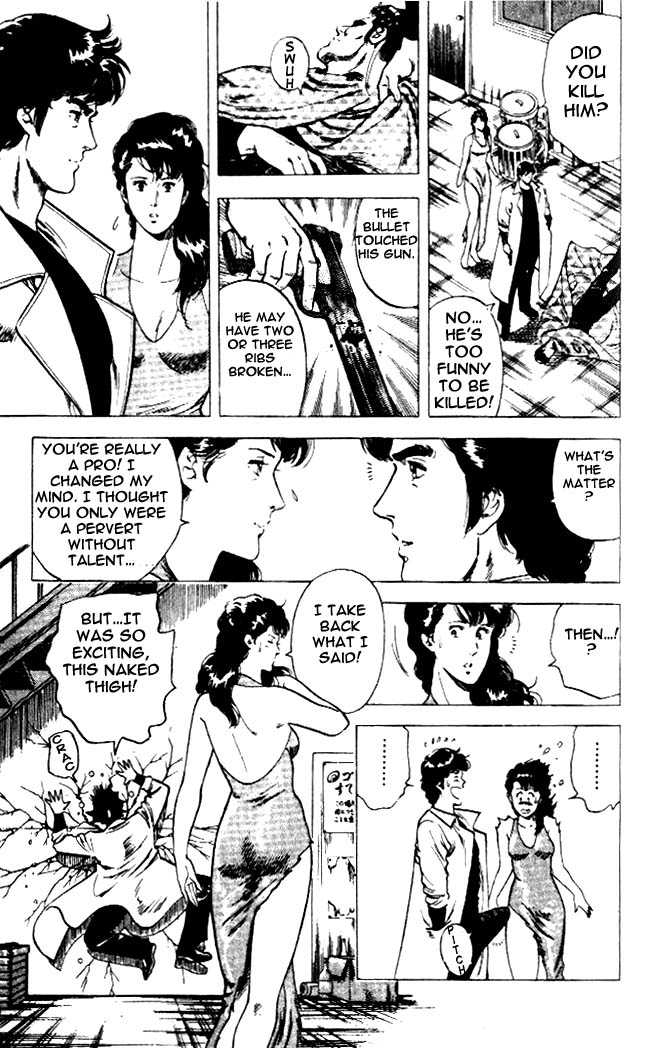 DID
YOU
KILL
HIM?
NO...
HE'S
TOO
FUNNY
TO BE
KILLED!
SWUH
THE
BULLET
TOUCHED
HIS GUN.
HE MAY
HAVE TWO
OR THREE
RIBS
BROKEN...
WHAT'S
THE
MATTER
?
YOU'RE REALLY
A PRO! I
CHANGED MY
MIND. I THOUGHT
YOU ONLY WERE
A PERVERT
WITHOUT
TALENT...
THEN...!
?
........
........
PITCH
I TAKE
BACK
WHAT I
SAID!
BUT...IT
WAS SO
EXCITING,
THIS NAKED
THIGH!
CRAC